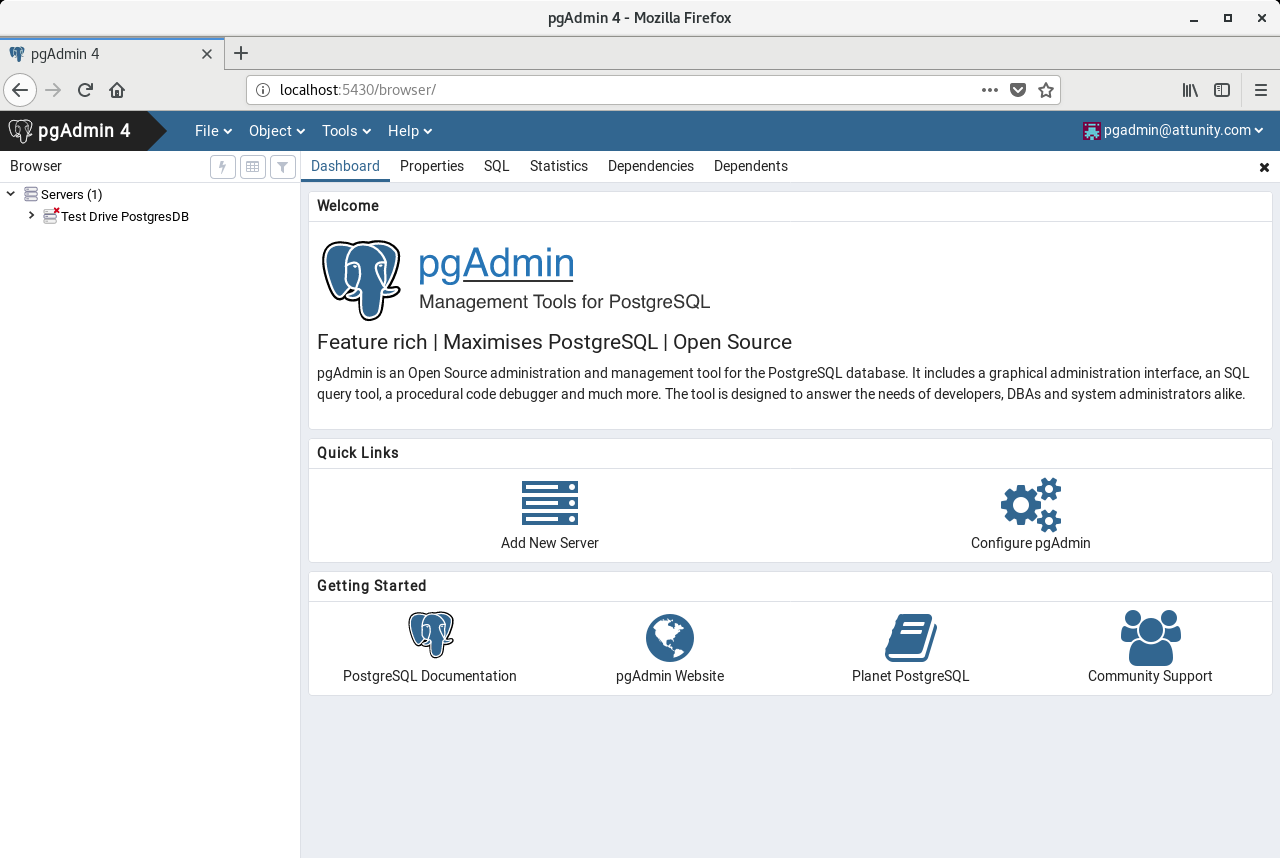 pgAdmin 4 - Mozilla Firefox
pgAdmin 4
localhost:5430/browser/
pgAdmin 4
File
Object
Tools
Help
pgadmin@attunity.com
Browser
Dashboard
Properties
SQL
Statistics
Dependencies
Dependents
Servers (1)
Test Drive PostgresDB
Welcome
pgAdmin
Management Tools for PostgreSQL
Feature rich | Maximises PostgreSQL | Open Source
pgAdmin is an Open Source administration and management tool for the PostgreSQL database. It includes a graphical administration interface, an SQL
query tool, a procedural code debugger and much more. The tool is designed to answer the needs of developers, DBAs and system administrators alike.
Quick Links
Add New Server
Configure pgAdmin
Getting Started
PostgreSQL Documentation
pgAdmin Website
Planet PostgreSQL
Community Support